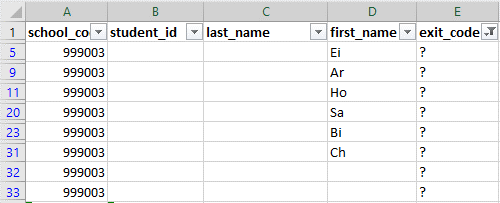 A B C D E
1 school_co student_id last_name first_name exit_code
5 999003 Ei ?
9 999003 Ar ?
11 999003 Ho ?
20 999003 Sa ?
23 999003 Bi ?
31 999003 Ch ?
32 999003 ?
33 999003 ?